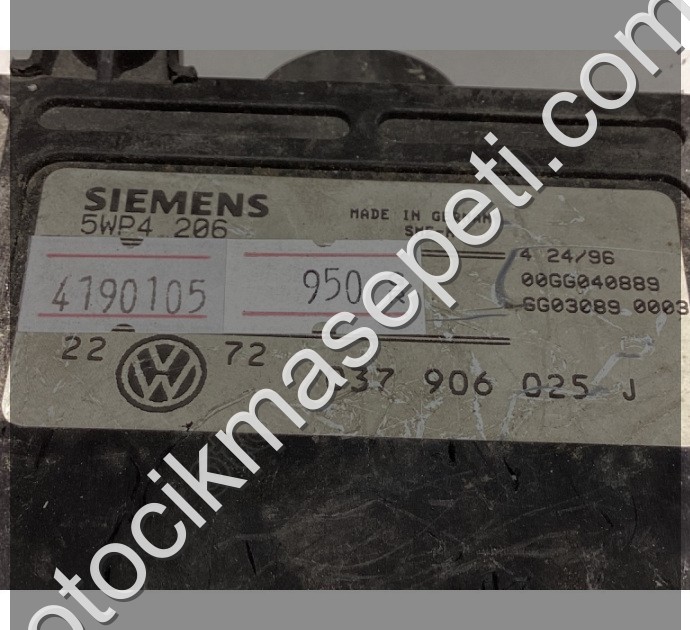 SIEMENS
5WP4 206
MADE IN
4 24/96
00GG040889
GG03089 0003
4190105
950
22
72
037 906 025 J
otocikmasepeti.com